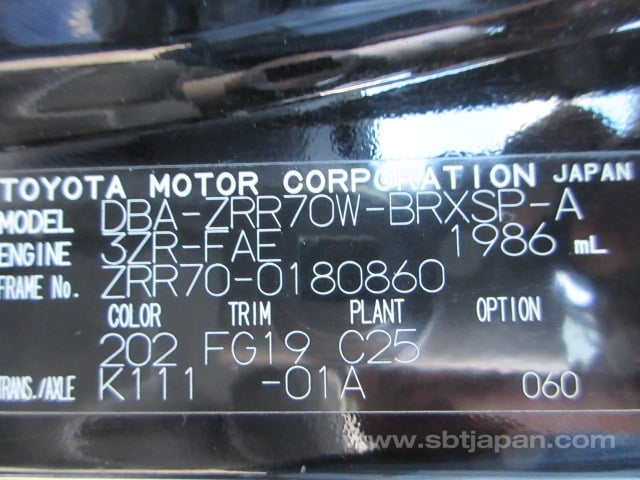 TOYOTA MOTOR CORPORATION JAPAN
MODEL DBA-ZRR70W-BRXSP-A
ENGINE 3ZR-FAE 1986 mL
FRAME No. ZRR70-0180860
COLOR TRIM PLANT OPTION
202 FG19 C25
TRANS./AXLE K111 -01A 060
www.sbtjapan.com